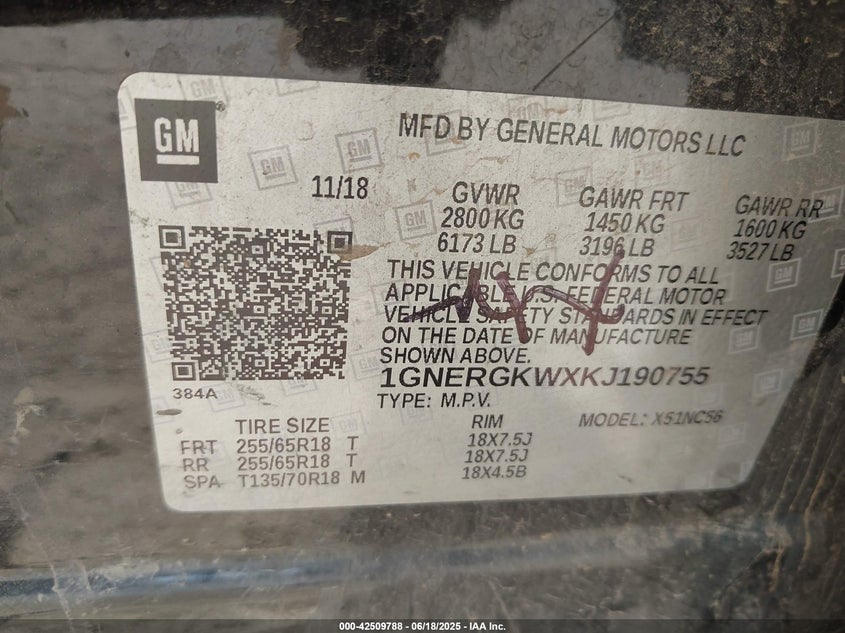 GM
MFD BY GENERAL MOTORS LLC
11/18
GVWR GAWR FRT GAWR RR
2800 KG 1450 KG 1600 KG
6173 LB 3196 LB 3527 LB
THIS VEHICLE CONFORMS TO ALL
APPLICABLE U.S. FEDERAL MOTOR
VEHICLE SAFETY STANDARDS IN EFFECT
ON THE DATE OF MANUFACTURE
SHOWN ABOVE.
1GNERGKWXKJ190755
384A
TYPE: M.P.V. MODEL: X51NC56
TIRE SIZE RIM
FRT 255/65R18 T 18X7.5J
RR 255/65R18 T 18X7.5J
SPA T135/70R18 M 18X4.5B
000-42509788 - 06/18/2025 - IAA Inc.